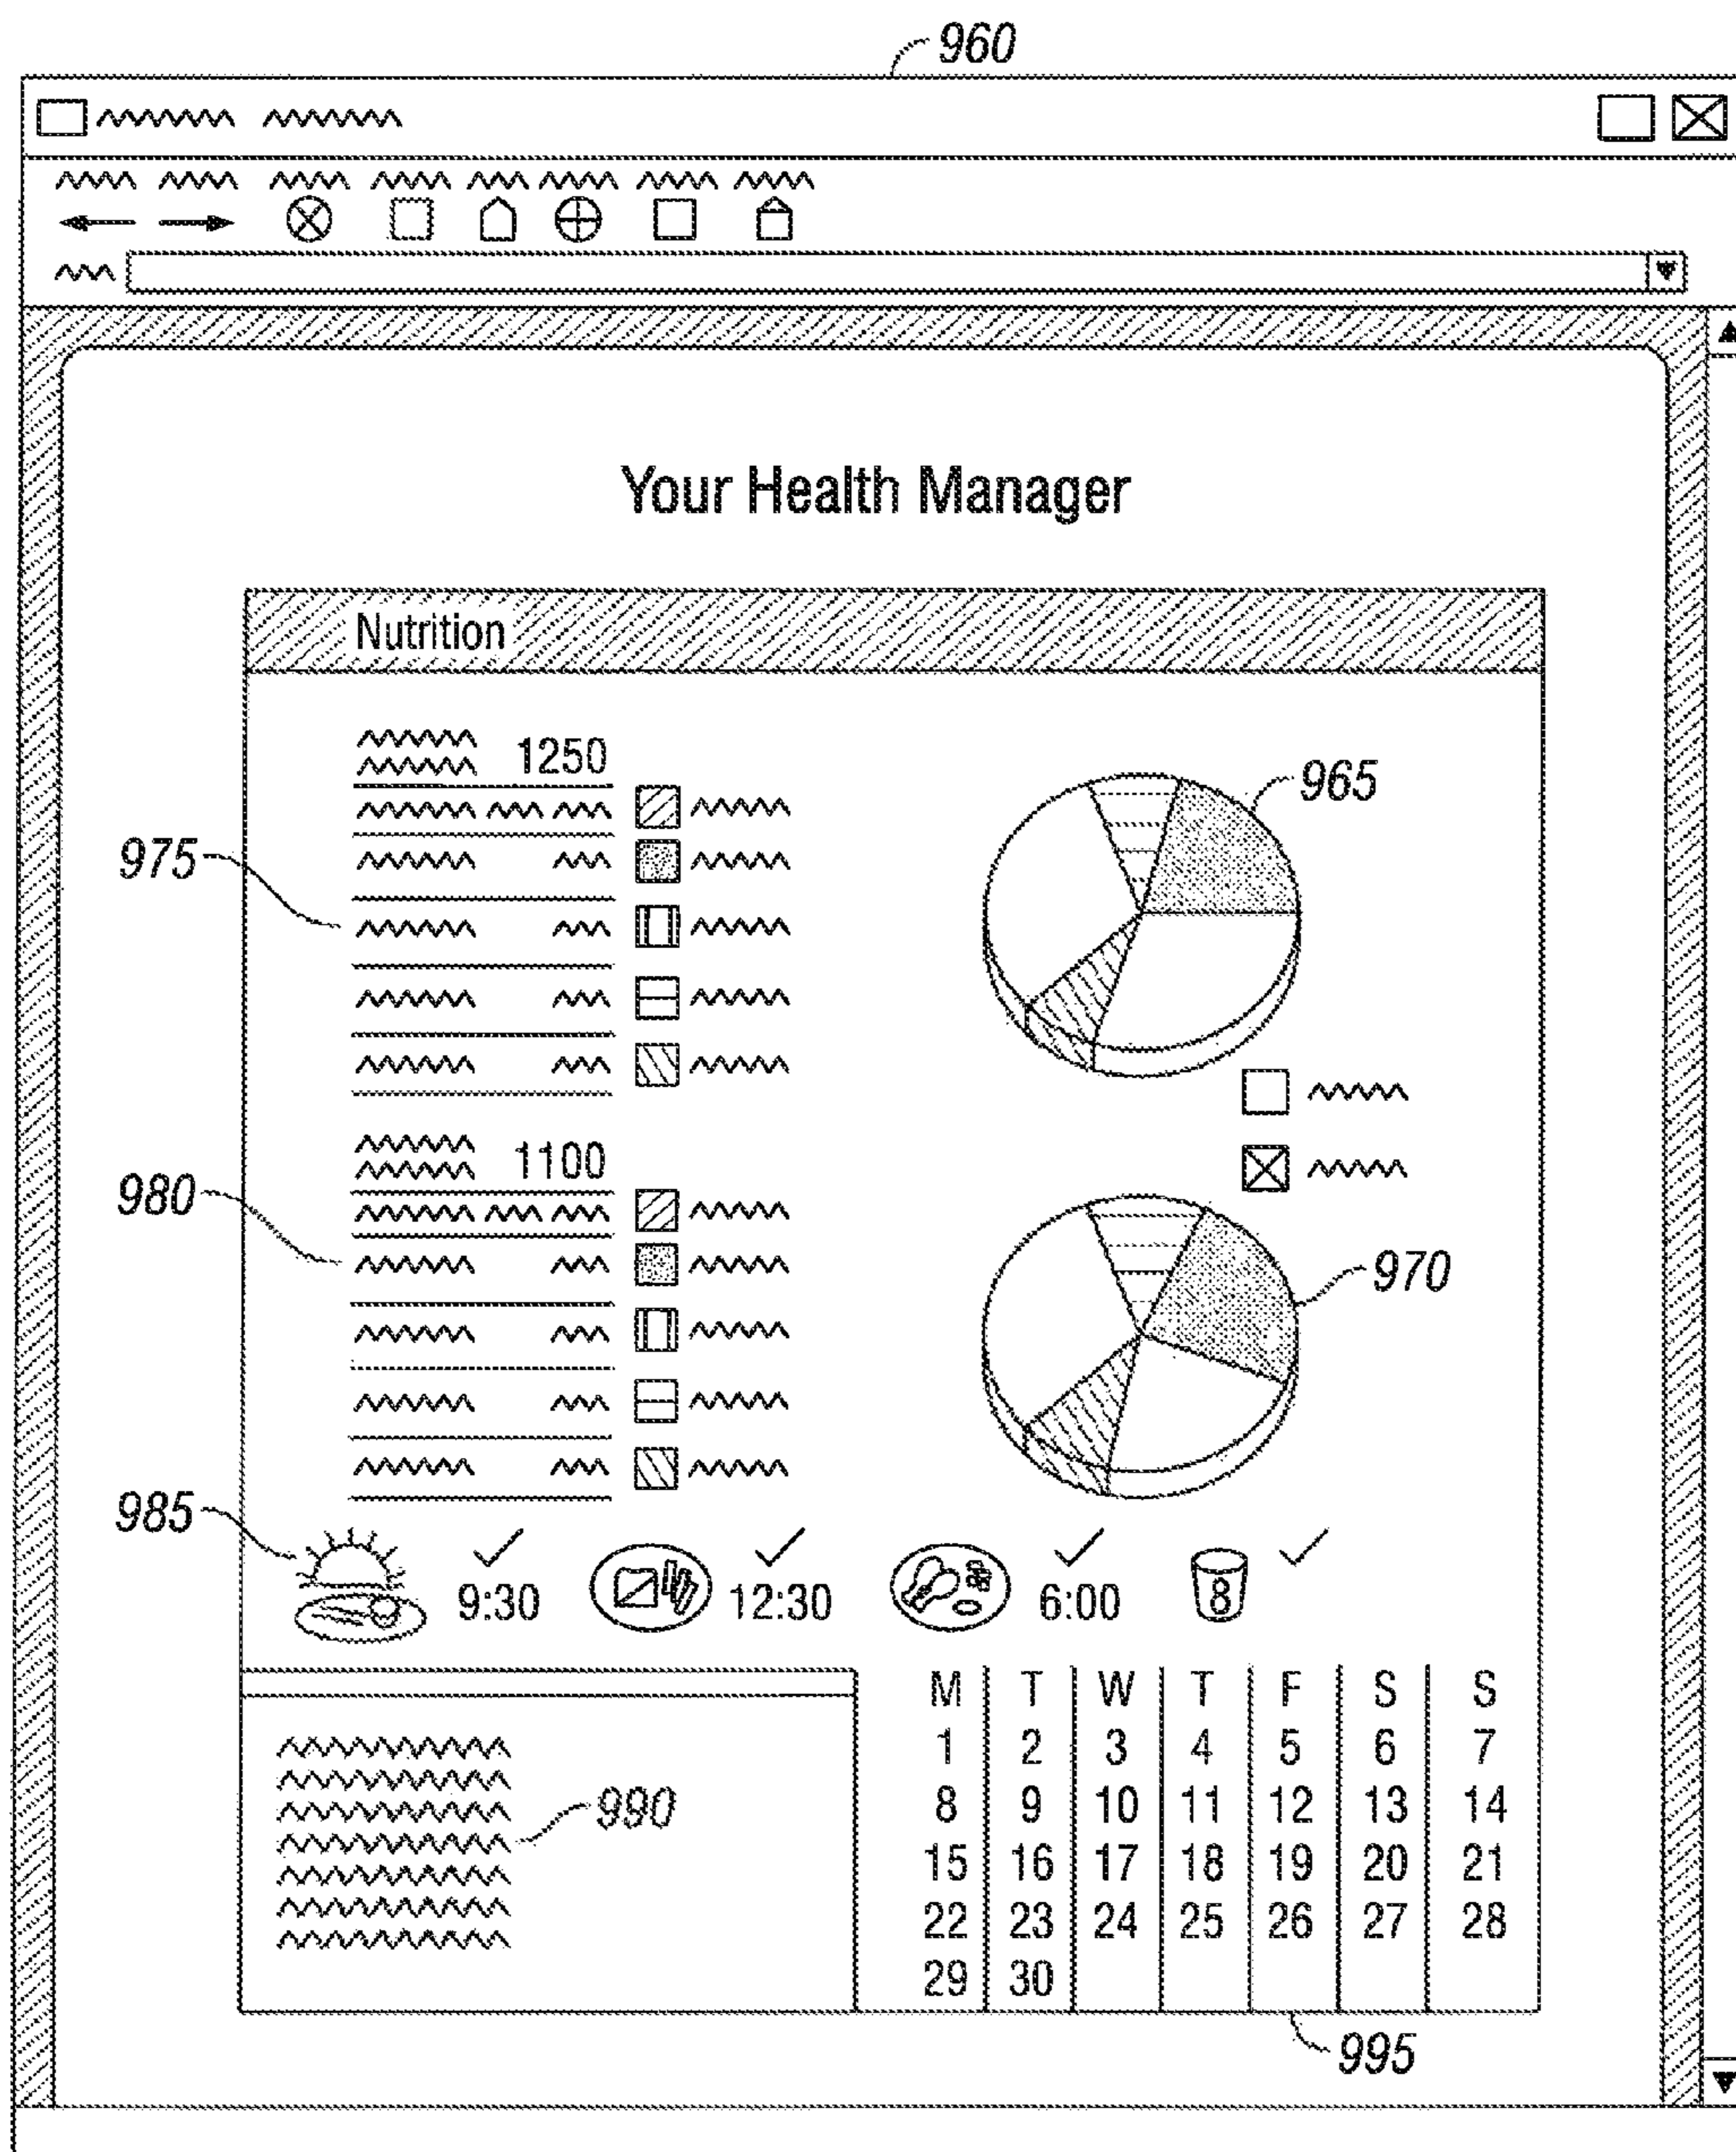 960
Your Health Manager
Nutrition
1250
965
975
1100
980
970
985
9:30 12:30 6:00 8
M T W T F S S
1 2 3 4 5 6 7
990
8 9 10 11 12 13 14
15 16 17 18 19 20 21
22 23 24 25 26 27 28
29 30
995